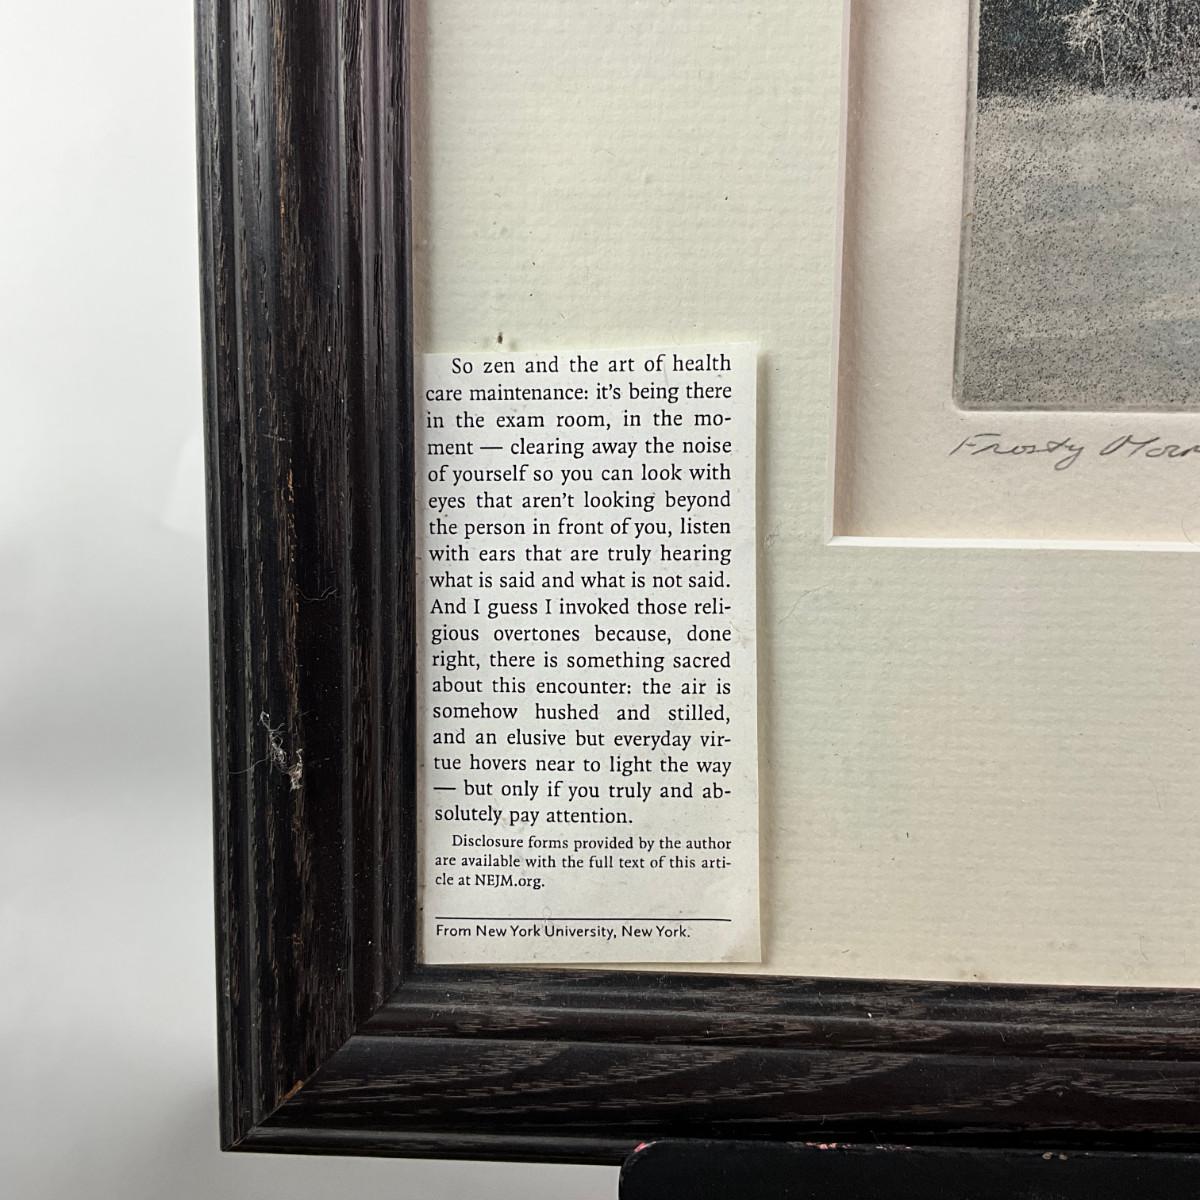 So zen and the art of health
care maintenance: it's being there
in the exam room, in the mo-
ment — clearing away the noise
of yourself so you can look with
eyes that aren't looking beyond
the person in front of you, listen
with ears that are truly hearing
what is said and what is not said.
And I guess I invoked those reli-
gious overtones because, done
right, there is something sacred
about this encounter: the air is
somehow hushed and stilled,
and an elusive but everyday vir-
tue hovers near to light the way
— but only if you truly and ab-
solutely pay attention.
Disclosure forms provided by the author
are available with the full text of this arti-
cle at NEJM.org.
From New York University, New York.
Frosty